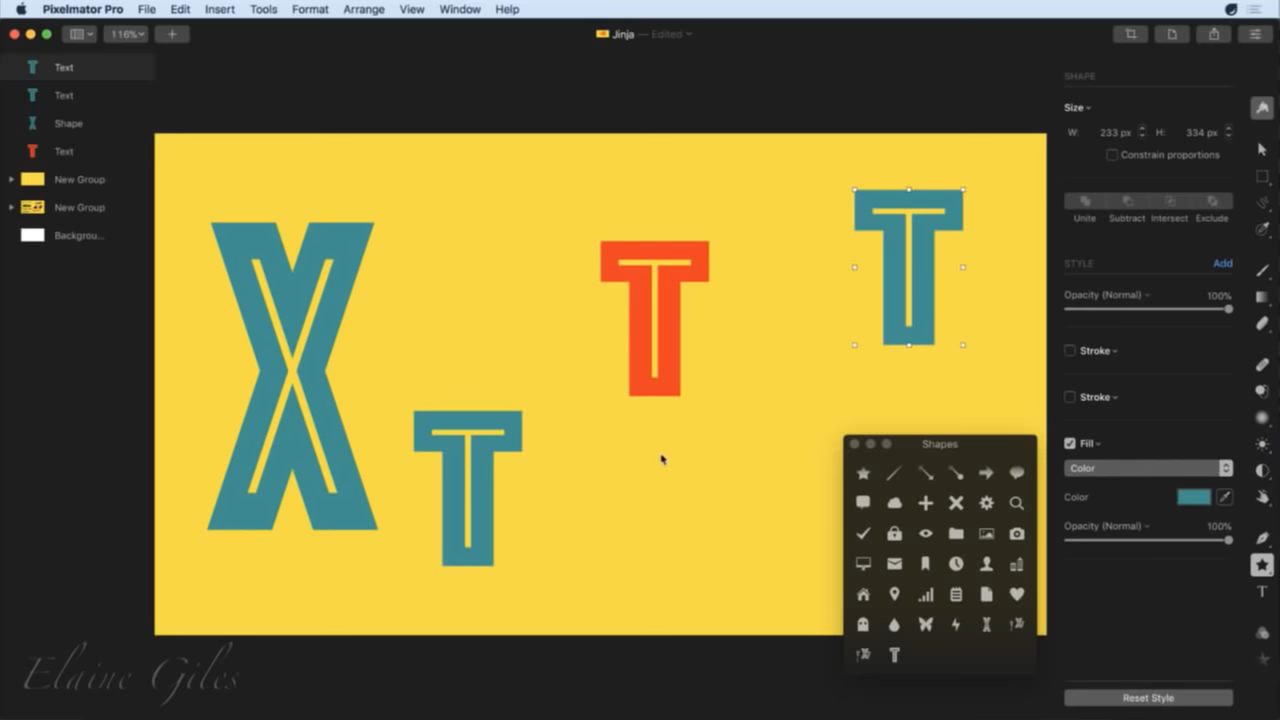 Pixelmator Pro File Edit Insert Tools Format Arrange View Window Help
116%
Jinja — Edited
Text
Text
Shape
Text
New Group
New Group
Backgrou...
X T T T
SHAPE
Size
W: 233 px H: 334 px
Constrain proportions
Unite Subtract Intersect Exclude
STYLE Add
Opacity (Normal) 100%
Stroke
Stroke
Fill
Color
Color
Opacity (Normal) 100%
Reset Style
Shapes
Elaine Giles